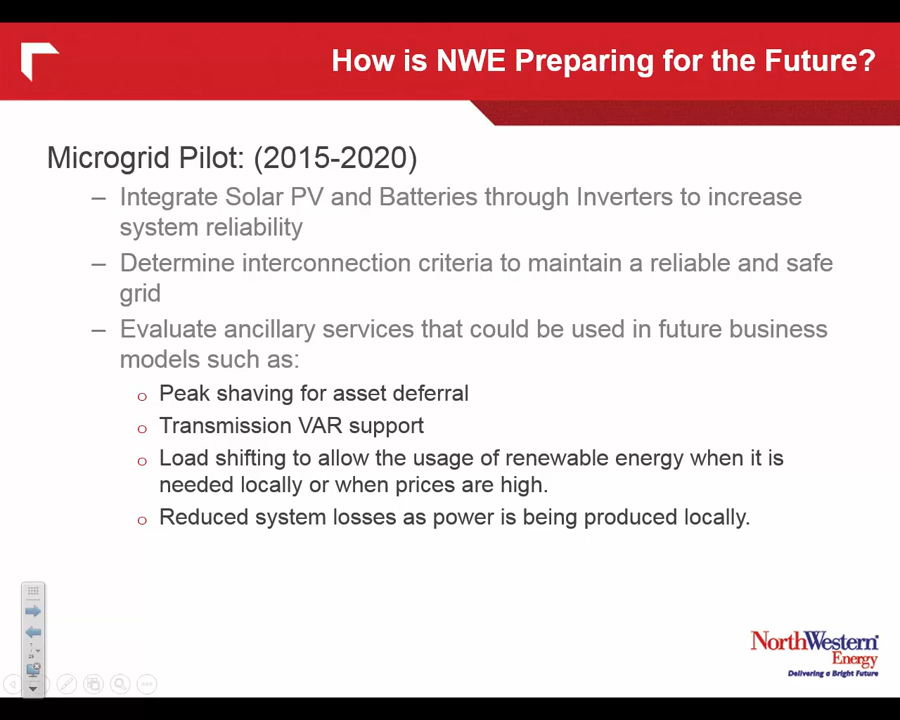 How is NWE Preparing for the Future?
Microgrid Pilot: (2015-2020)
– Integrate Solar PV and Batteries through Inverters to increase
system reliability
– Determine interconnection criteria to maintain a reliable and safe
grid
– Evaluate ancillary services that could be used in future business
models such as:
o Peak shaving for asset deferral
o Transmission VAR support
o Load shifting to allow the usage of renewable energy when it is
needed locally or when prices are high.
o Reduced system losses as power is being produced locally.
NorthWestern
Energy
Delivering a Bright Future